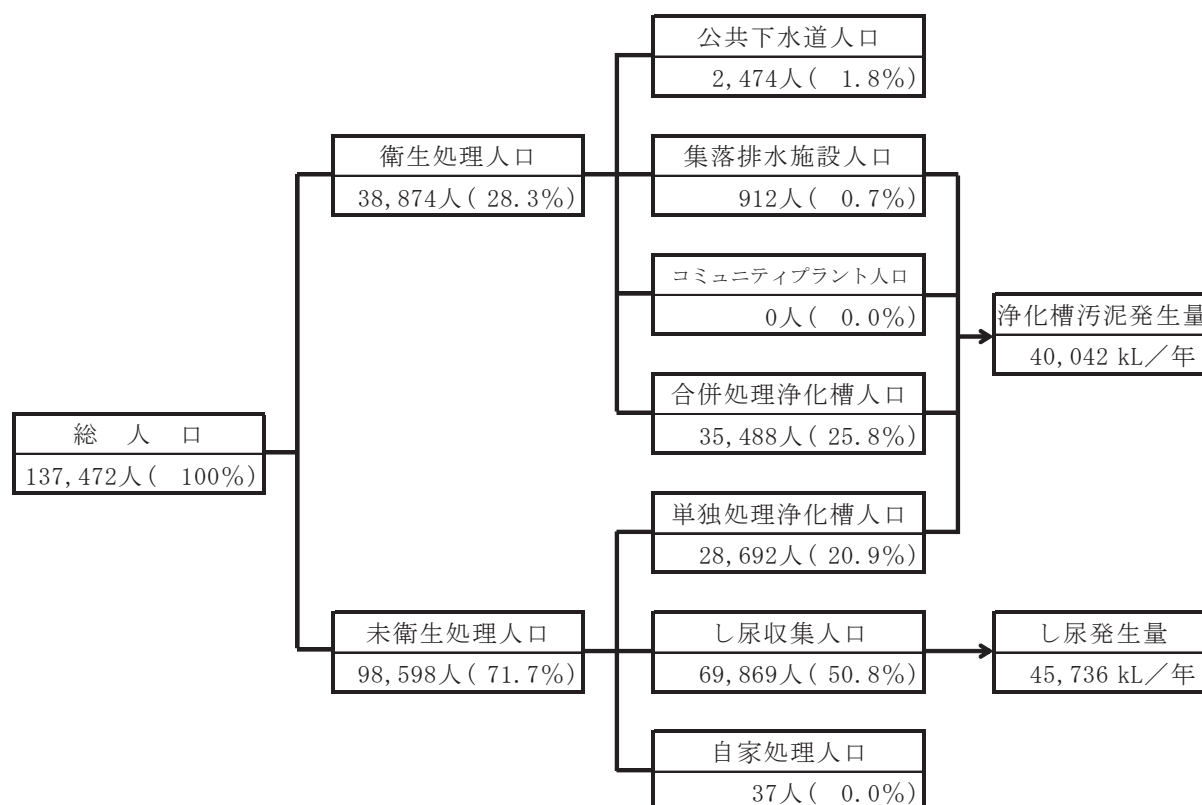 公共下水道人口
2,474人( 1.8%)
衛生処理人口
38,874人( 28.3%)
集落排水施設人口
912人( 0.7%)
コミュニティプラント人口
0人( 0.0%)
浄化槽汚泥発生量
40,042 kL／年
合併処理浄化槽人口
35,488人( 25.8%)
総 人 口
137,472人( 100%)
単独処理浄化槽人口
28,692人( 20.9%)
未衛生処理人口
98,598人( 71.7%)
し尿収集人口
69,869人( 50.8%)
し尿発生量
45,736 kL／年
自家処理人口
37人( 0.0%)